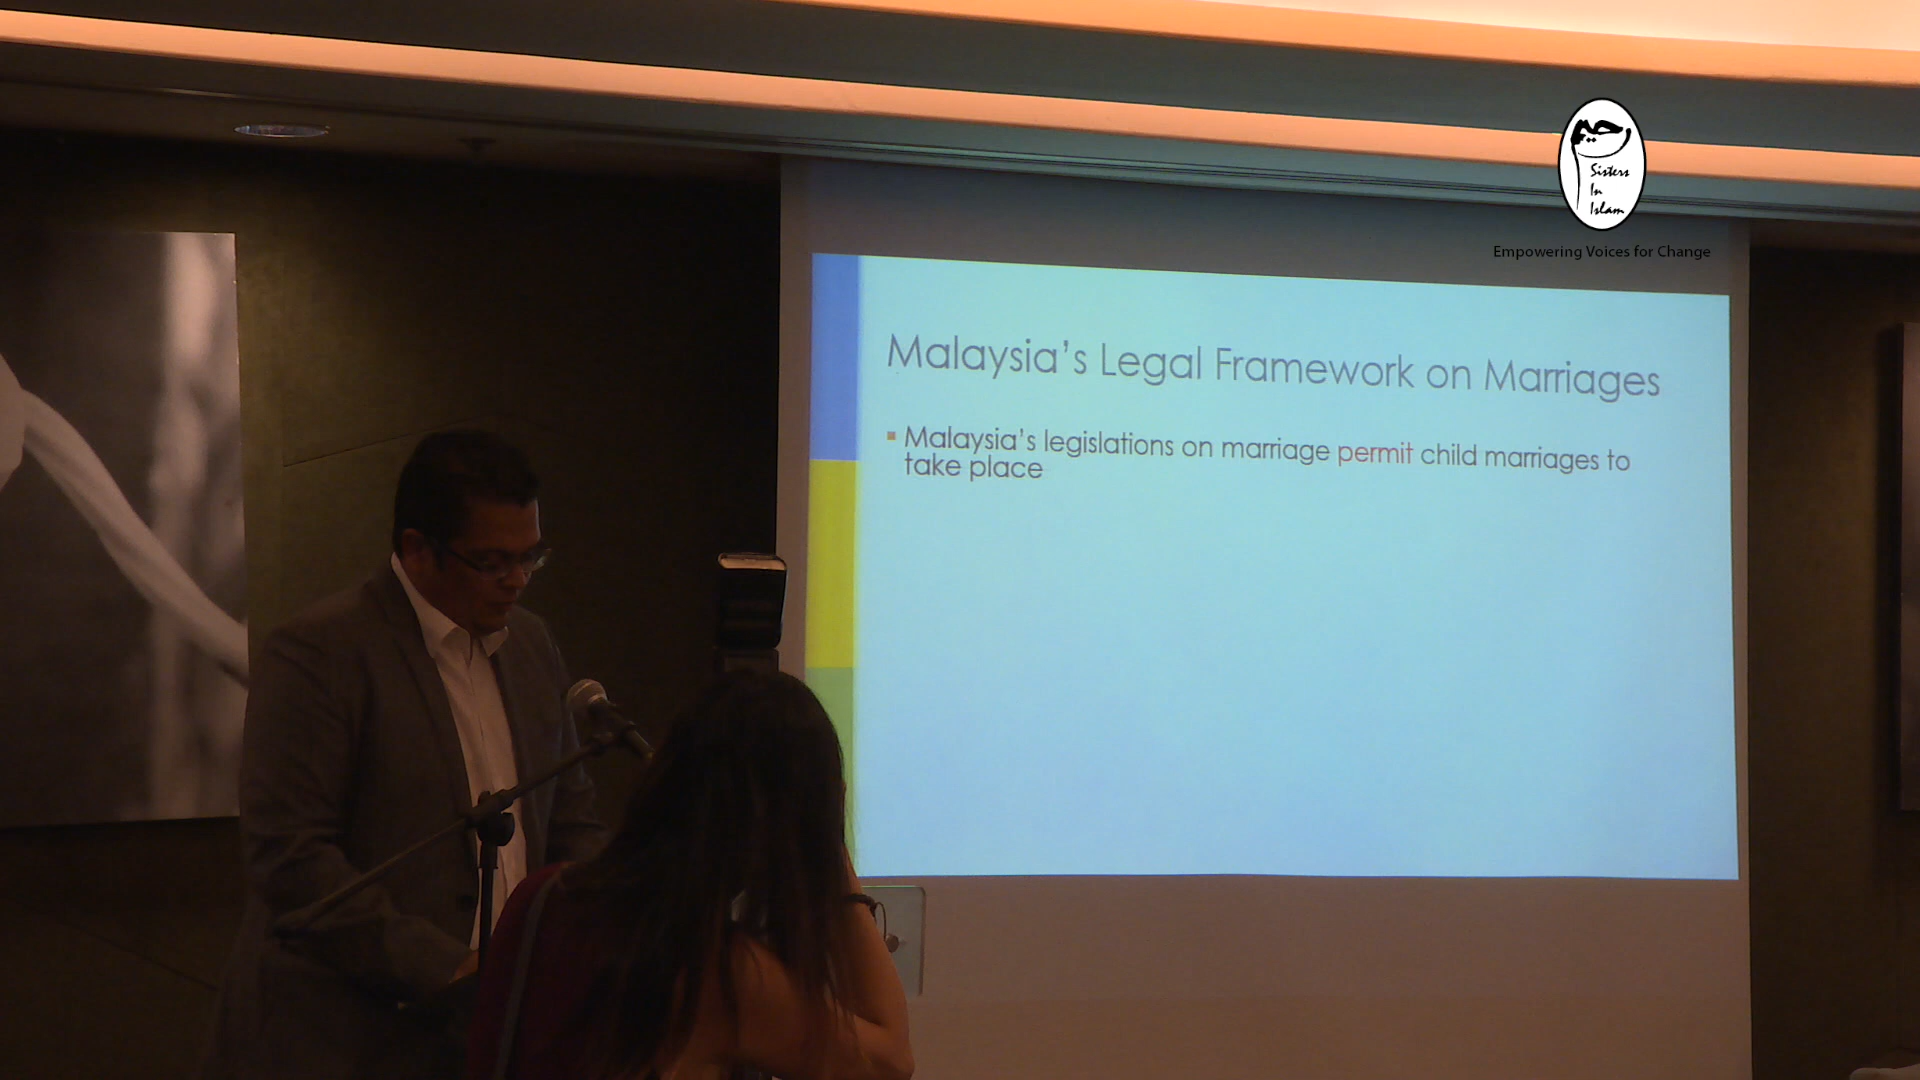 Sisters
In
Islam
Empowering Voices for Change
Malaysia's Legal Framework on Marriages
Malaysia's legislations on marriage permit child marriages to
take place